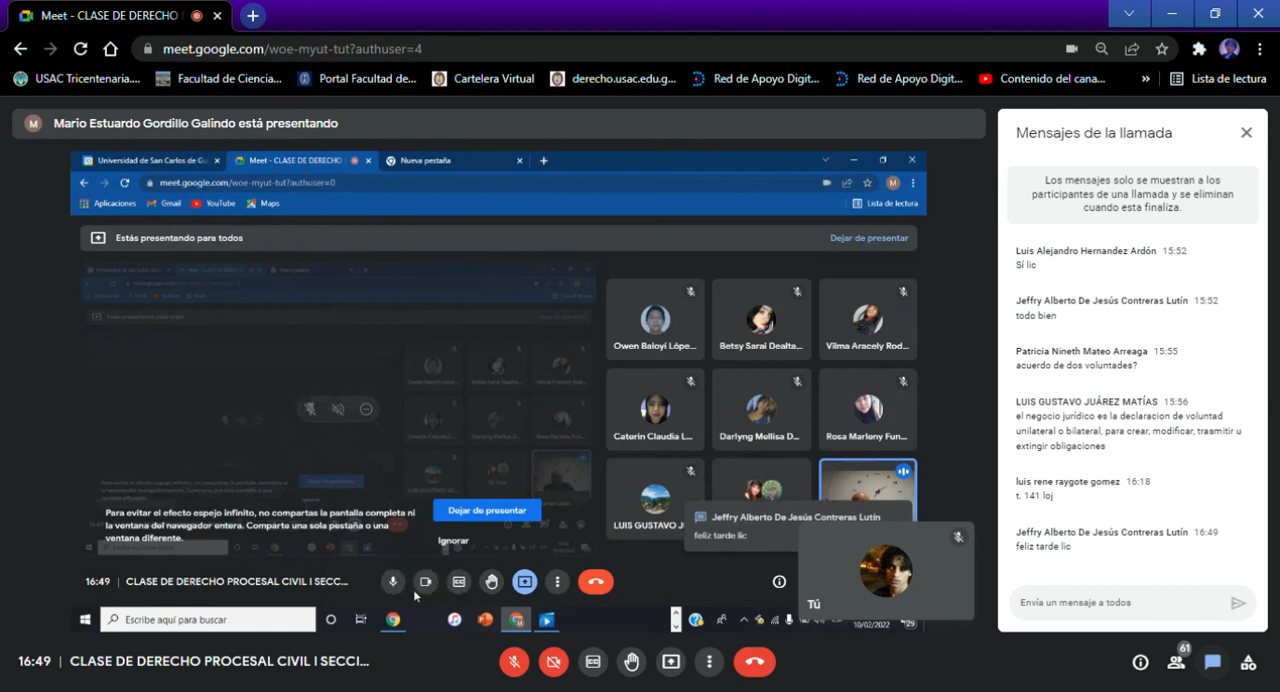 Meet - CLASE DE DERECHO
meet.google.com/woe-myut-tut?authuser=4
USAC Tricentenaria....
Facultad de Ciencia...
Portal Facultad de...
Cartelera Virtual
derecho.usac.edu.g...
Red de Apoyo Digit...
Red de Apoyo Digit...
Contenido del cana...
»
Lista de lectura
M
Mario Estuardo Gordillo Galindo está presentando
Universidad de San Carlos de Gu
Meet - CLASE DE DERECHO
Nueva pestaña
meet.google.com/woe-myut-tut?authuser=0
M
Aplicaciones
Gmail
YouTube
Maps
Lista de lectura
Estás presentando para todos
Dejar de presentar
Owen Baloyi Lópe...
Betsy Sarai Dealta...
Vilma Aracely Rod...
Caterin Claudia L...
Darlyng Mellisa D...
Rosa Marleny Fun...
LUIS GUSTAVO J
Para evitar el efecto espejo infinito, no compartas la pantalla completa ni
la ventana del navegador entera. Comparte una sola pestaña o una
ventana diferente.
Dejar de presentar
Ignorar
Jeffry Alberto De Jesús Contreras Lutín
feliz tarde lic
Tú
16:49 | CLASE DE DERECHO PROCESAL CIVIL I SECC...
Escribe aquí para buscar
10/02/2022
16:49 | CLASE DE DERECHO PROCESAL CIVIL I SECCI...
Mensajes de la llamada
Los mensajes solo se muestran a los
participantes de una llamada y se eliminan
cuando esta finaliza.
Luis Alejandro Hernandez Ardón 15:52
Sí lic
Jeffry Alberto De Jesús Contreras Lutín 15:52
todo bien
Patricia Nineth Mateo Arreaga 15:55
acuerdo de dos voluntades?
LUIS GUSTAVO JUÁREZ MATÍAS 15:56
el negocio jurídico es la declaracion de voluntad
unilateral o bilateral, para crear, modificar, trasmitir u
extingir obligaciones
luis rene raygote gomez 16:18
t. 141 loj
Jeffry Alberto De Jesús Contreras Lutín 16:49
feliz tarde lic
Envía un mensaje a todos
61